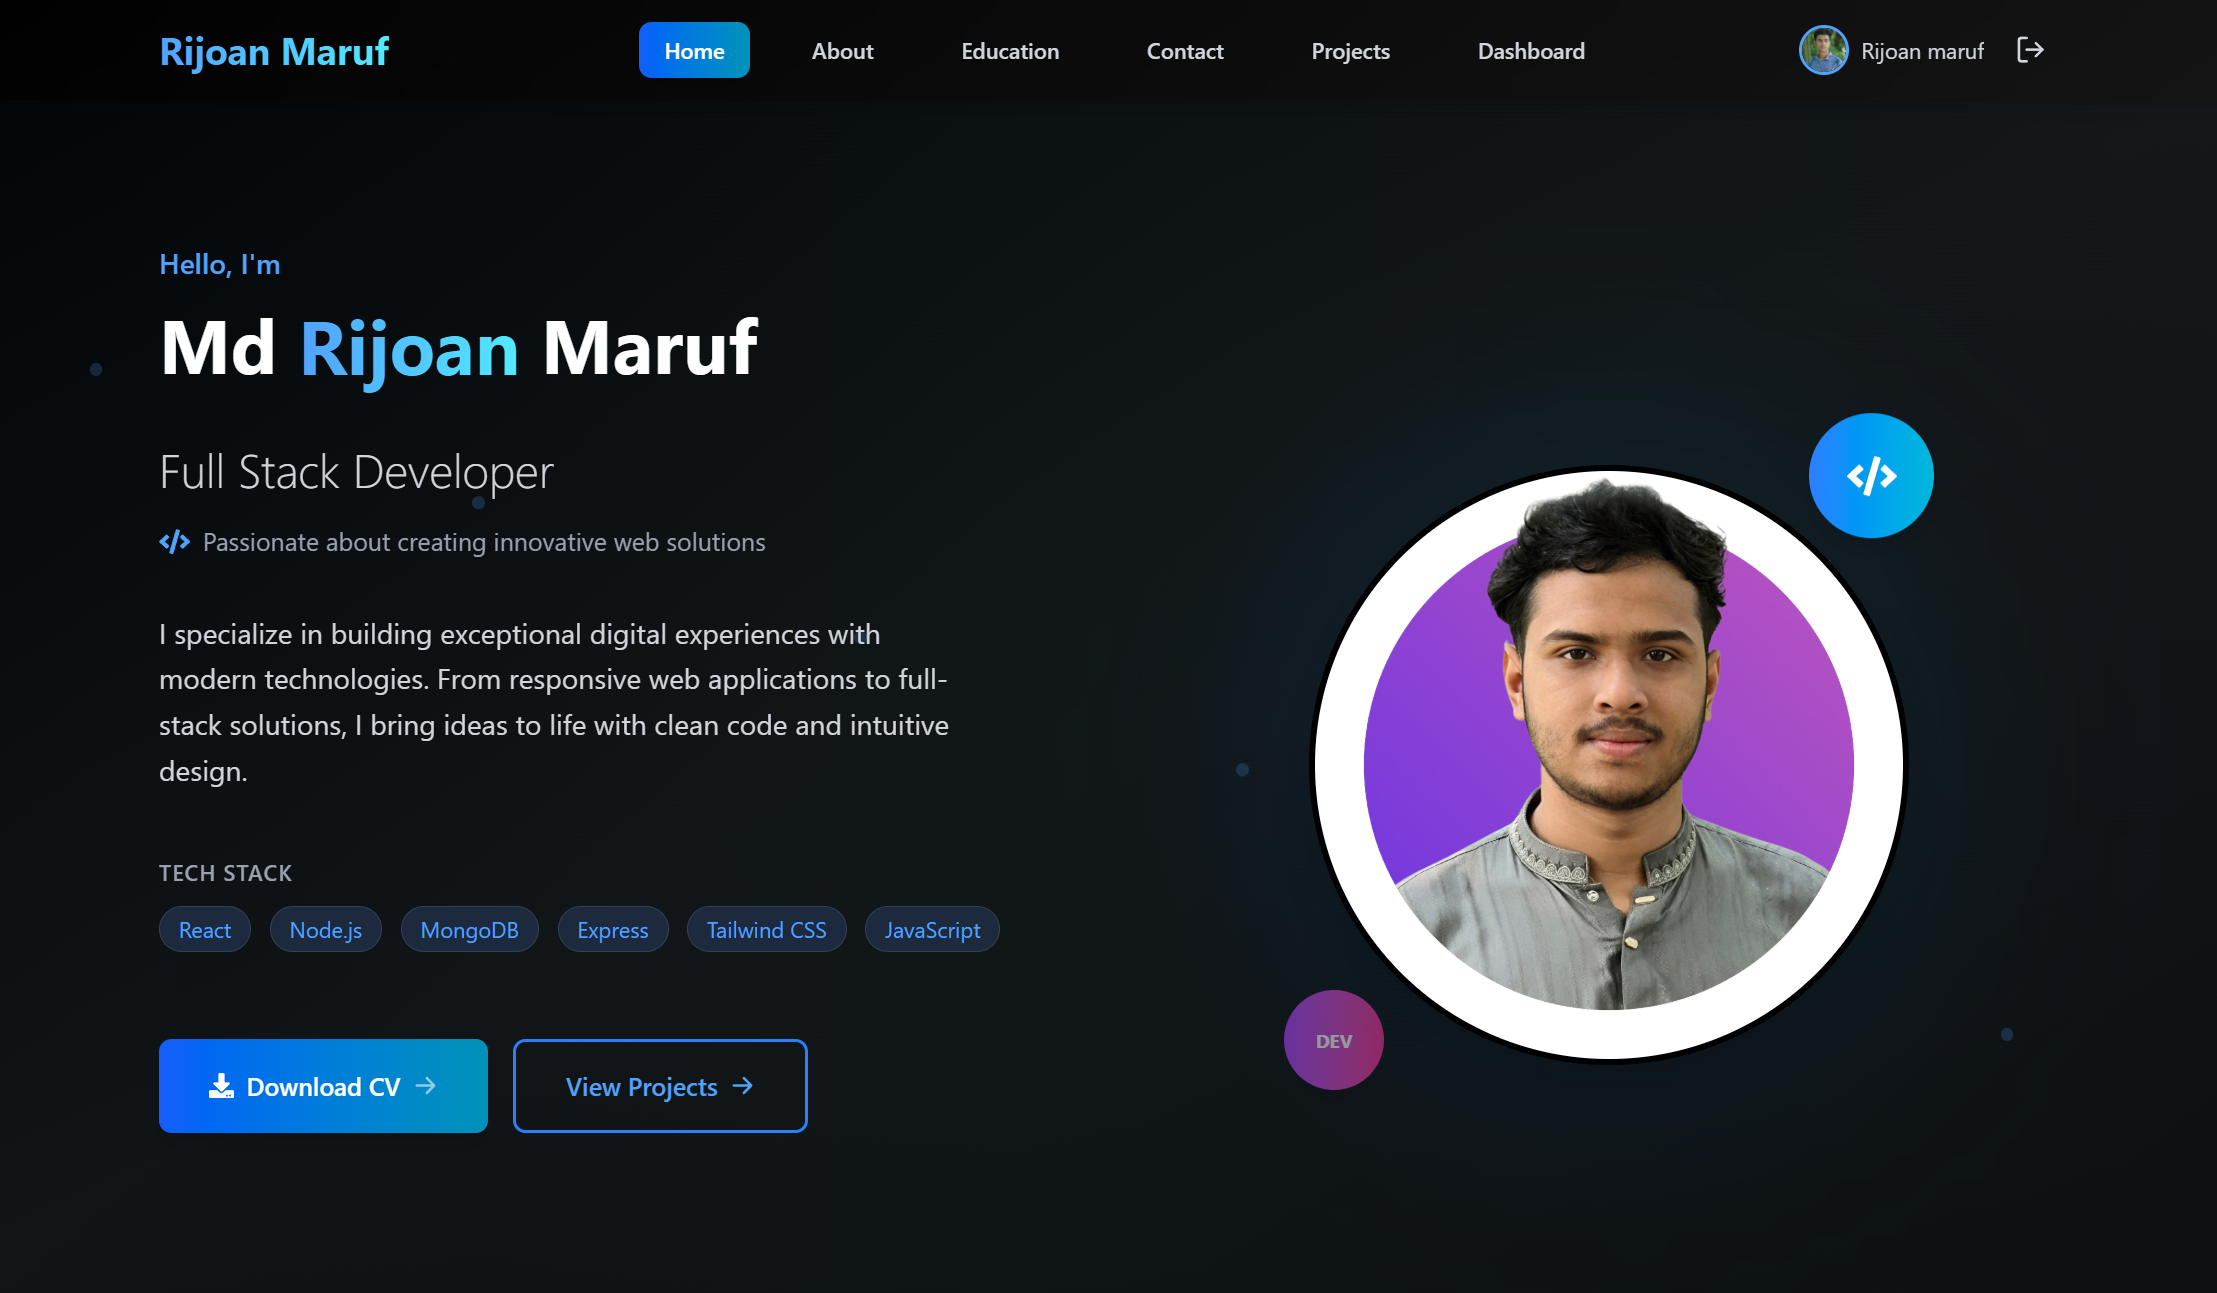 Rijoan Maruf
Home
About
Education
Contact
Projects
Dashboard
Rijoan maruf
Hello, I'm
Md Rijoan Maruf
Full Stack Developer
Passionate about creating innovative web solutions
I specialize in building exceptional digital experiences with
modern technologies. From responsive web applications to full-
stack solutions, I bring ideas to life with clean code and intuitive
design.
TECH STACK
React
Node.js
MongoDB
Express
Tailwind CSS
JavaScript
Download CV
View Projects
DEV